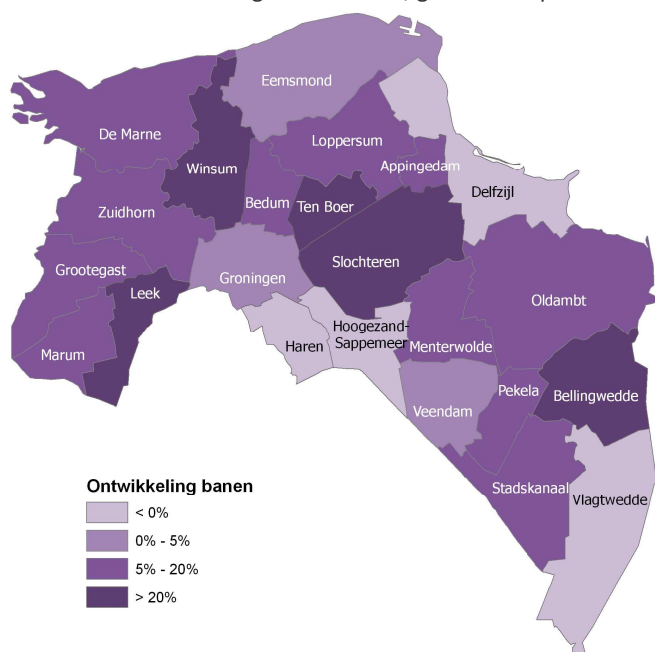 Eemsmond
De Marne
Loppersum
Winsum
Appingedam
Delfzijl
Bedum
Ten Boer
Zuidhorn
Slochteren
Grootegast
Groningen
Leek
Oldambt
Hoogezand-
Sappemeer
Haren
Menterwolde
Marum
Pekela
Bellingwedde
Veendam
Stadskanaal
Vlagtwedde
Ontwikkeling banen
< 0%
0% - 5%
5% - 20%
> 20%